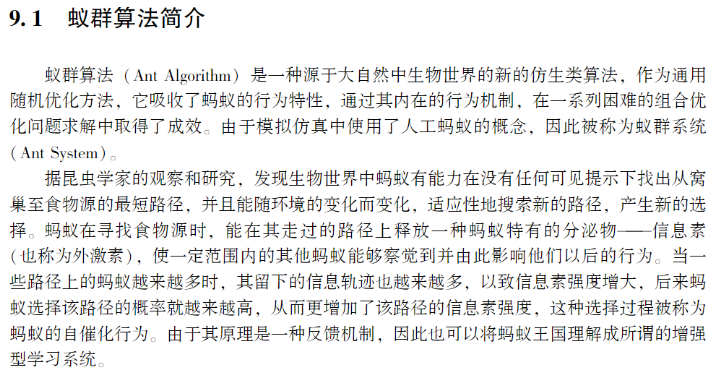 9.1 蚁群算法简介
蚁群算法（Ant Algorithm）是一种源于大自然中生物世界的新的仿生类算法，作为通用
随机优化方法，它吸收了蚂蚁的行为特性，通过其内在的行为机制，在一系列困难的组合优
化问题求解中取得了成效。由于模拟仿真中使用了人工蚂蚁的概念，因此被称为蚁群系统
（Ant System）。
据昆虫学家的观察和研究，发现生物世界中蚂蚁有能力在没有任何可见提示下找出从窝
巢至食物源的最短路径，并且能随环境的变化而变化，适应性地搜索新的路径，产生新的选
择。蚂蚁在寻找食物源时，能在其走过的路径上释放一种蚂蚁特有的分泌物——信息素
（也称为外激素），使一定范围内的其他蚂蚁能够察觉到并由此影响他们以后的行为。当一
些路径上的蚂蚁越来越多时，其留下的信息轨迹也越来越多，以致信息素强度增大，后来蚂
蚁选择该路径的概率就越来越高，从而更增加了该路径的信息素强度，这种选择过程被称为
蚂蚁的自催化行为。由于其原理是一种反馈机制，因此也可以将蚂蚁王国理解成所谓的增强
型学习系统。